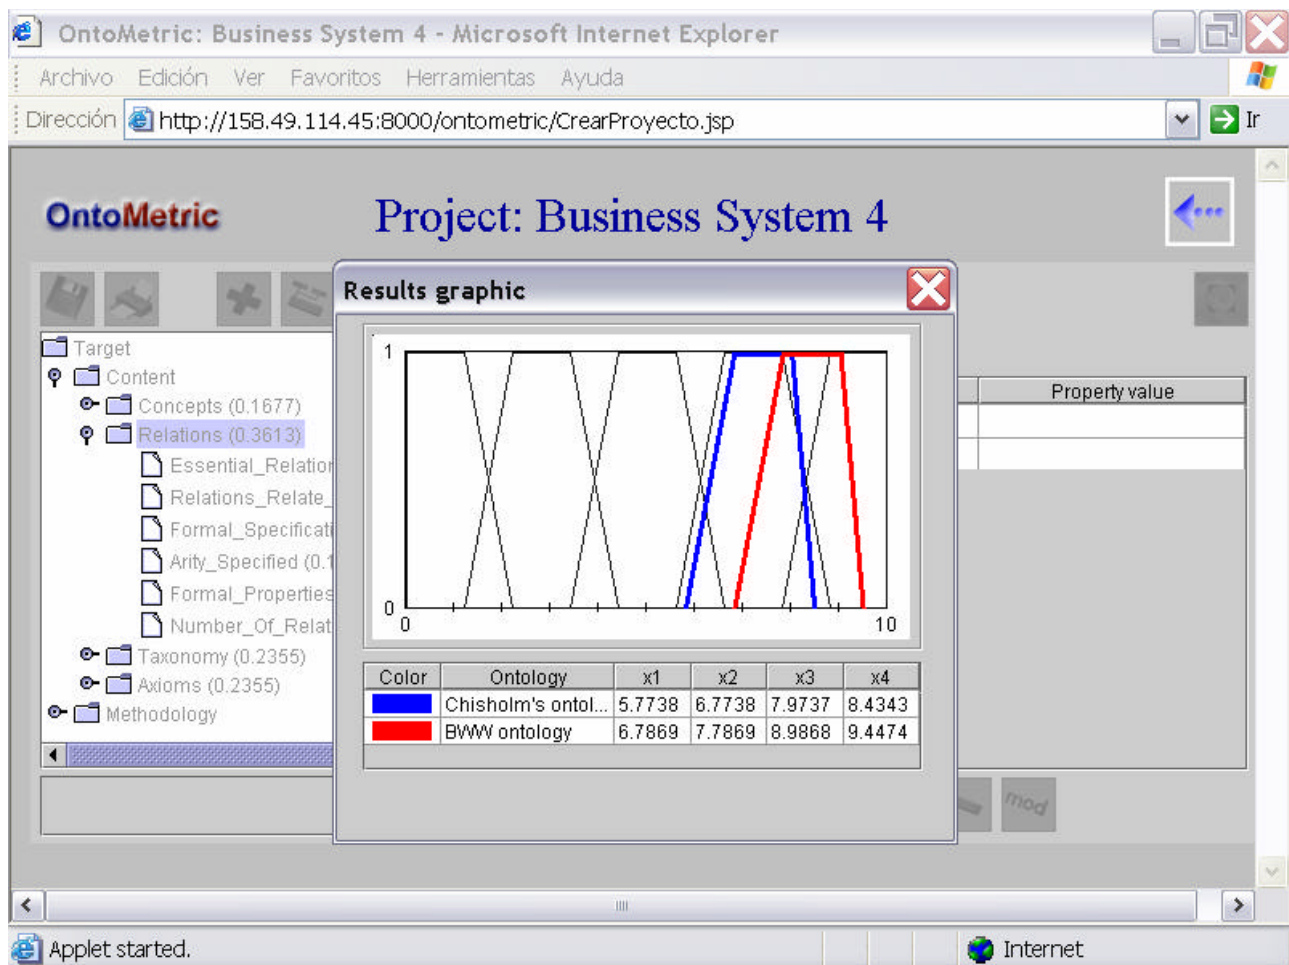 OntoMetric: Business System 4 - Microsoft Internet Explorer
Archivo Edición Ver Favoritos Herramientas Ayuda
Dirección http://158.49.114.45:8000/ontometric/CrearProyecto.jsp Ir
OntoMetric Project: Business System 4
Results graphic
Target
Content
Concepts (0.1677)
Relations (0.3613)
Essential_Relation
Relations_Relate_
Formal_Specificati
Arity_Specified (0.1
Formal_Properties
Number_Of_Relat
Taxonomy (0.2355)
Axioms (0.2355)
Methodology
1
0
0 10
Color Ontology x1 x2 x3 x4
Chisholm's ontol... 5.7738 6.7738 7.9737 8.4343
BWW ontology 6.7869 7.7869 8.9868 9.4474
Property value
mod
Applet started. Internet